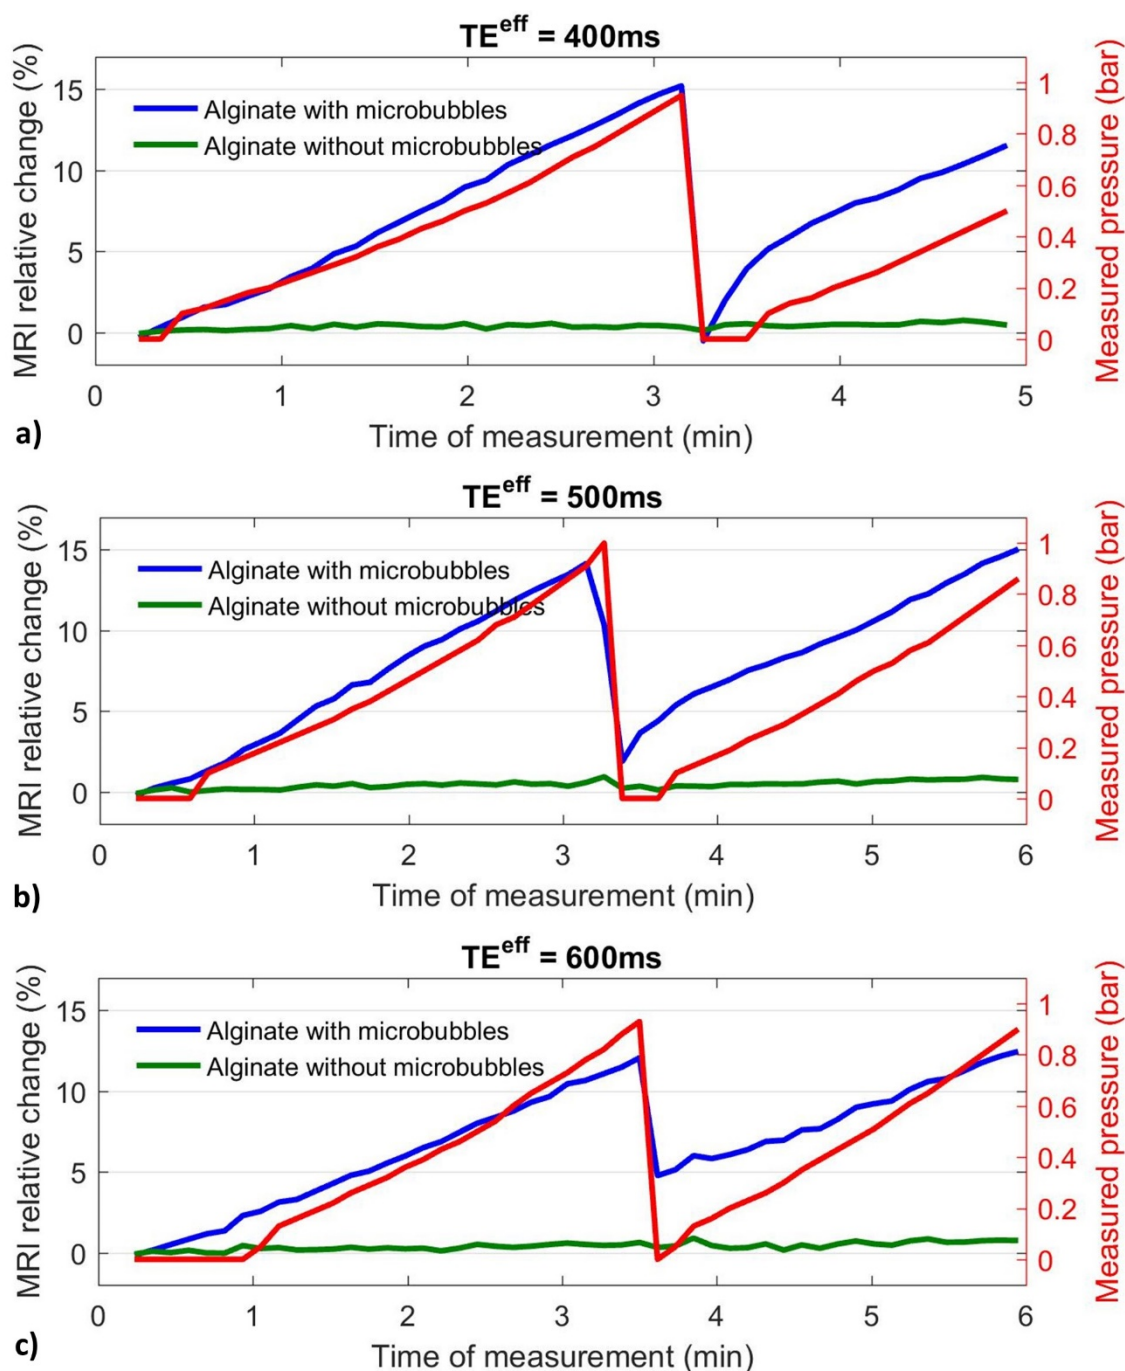 TE^eff = 400ms
MRI relative change (%)
15
10
5
0
Alginate with microbubbles
Alginate without microbubbles
1
0.8
0.6
0.4
0.2
0
Measured pressure (bar)
0 1 2 3 4 5
Time of measurement (min)
a)
TE^eff = 500ms
MRI relative change (%)
15
10
5
0
Alginate with microbubbles
Alginate without microbubbles
1
0.8
0.6
0.4
0.2
0
Measured pressure (bar)
0 1 2 3 4 5 6
Time of measurement (min)
b)
TE^eff = 600ms
MRI relative change (%)
15
10
5
0
Alginate with microbubbles
Alginate without microbubbles
1
0.8
0.6
0.4
0.2
0
Measured pressure (bar)
0 1 2 3 4 5 6
Time of measurement (min)
c)